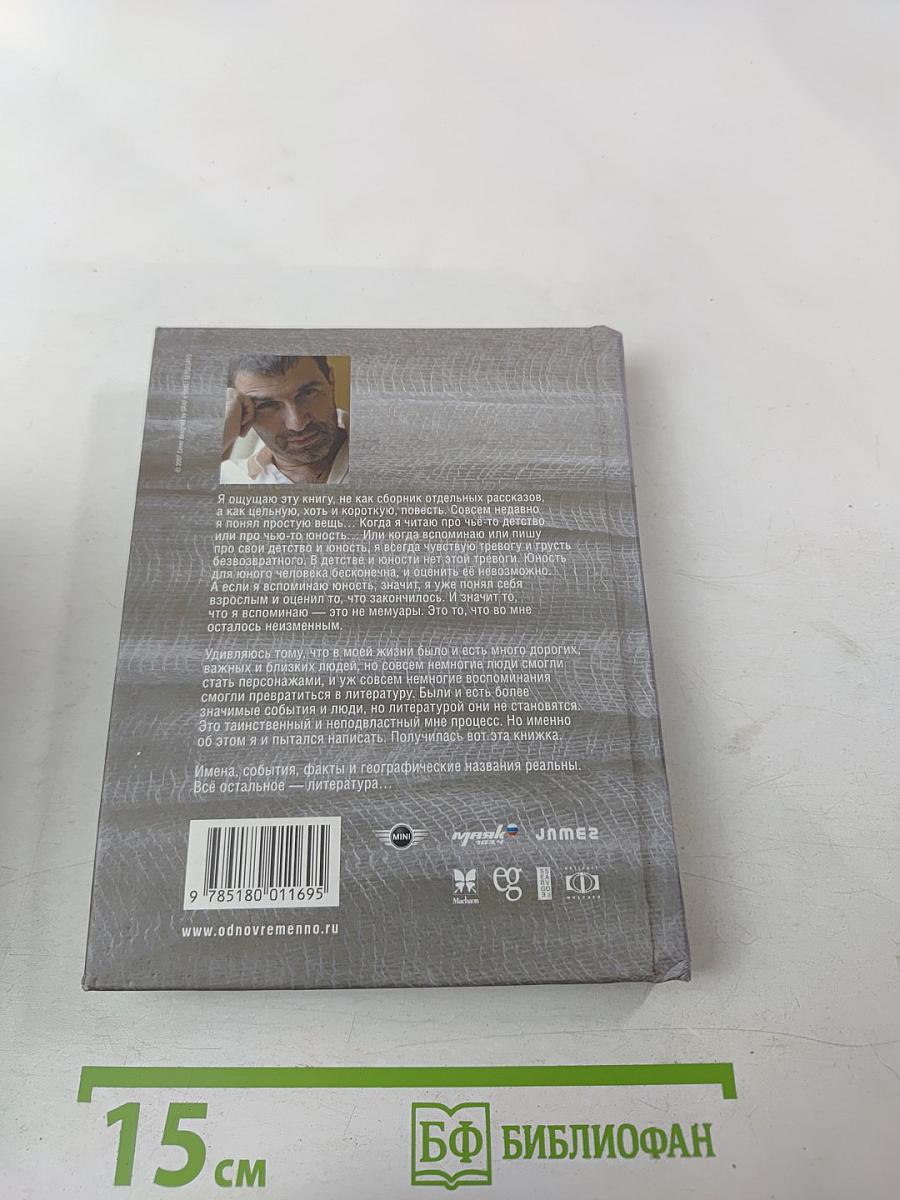 Я ощущаю эту книгу, не как сборник отдельных рассказов,
а как цельную, хоть и короткую, повесть. Совсем недавно
я понял простую вещь... Когда я читаю про чьё-то детство
или про чью-то юность... Или когда вспоминаю или пишу
про свои детство и юность, я всегда чувствую тревогу и грусть
безвозвратного. В детстве и юности нет этой тревоги. Юность
для юного человека бесконечна, и оценить её невозможно.
А если я вспоминаю юность, значит, я уже понял себя
взрослым и оценил то, что закончилось. И значит то,
что я вспоминаю — это не мемуары. Это то, что во мне
осталось неизменным.
Удивляюсь тому, что в моей жизни было и есть много дорогих,
важных и близких людей, но совсем немногие люди смогли
стать персонажами, и уж совсем немногие воспоминания
смогли превратиться в литературу. Были и есть более
значимые события и люди, но литературой они не становятся.
Это таинственный и неподвластный мне процесс. Но именно
об этом я и пытался написать. Получилась вот эта книжка.
Имена, события, факты и географические названия реальны.
Всё остальное — литература...
MINI
маяк
103,4
JAMES
9 785180 011695
Machaon
eg
www.odnovremenno.ru
15 см
БФ БИБЛИОФАН